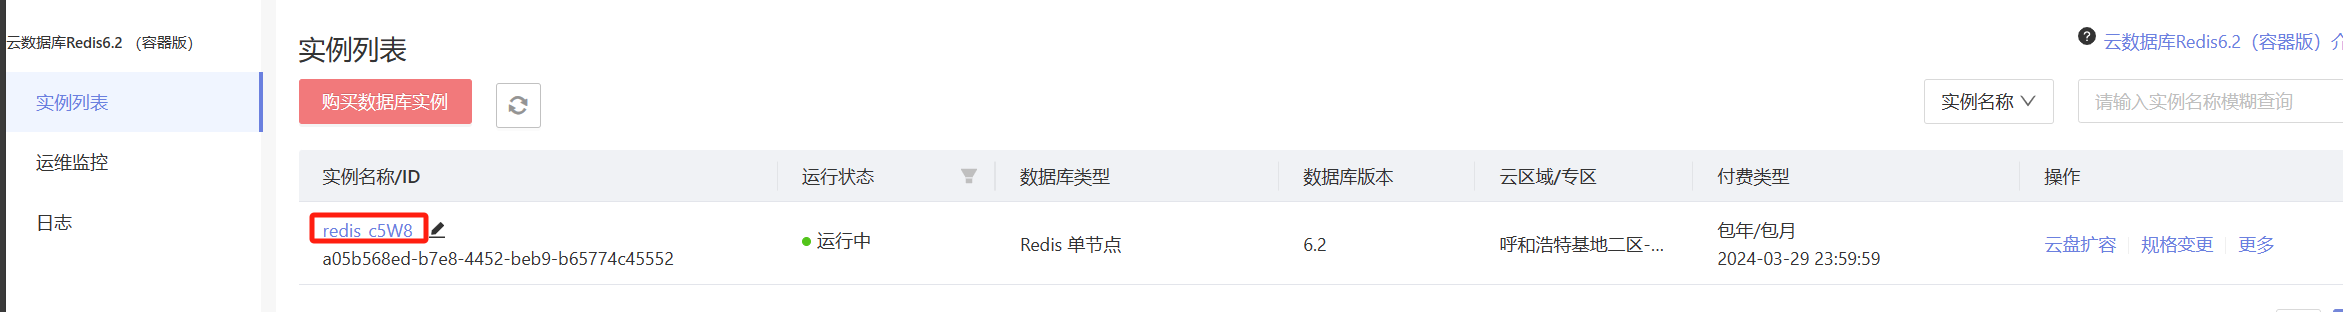 云数据库Redis6.2 （容器版）
实例列表
运维监控
日志
实例列表
? 云数据库Redis6.2（容器版）介
购买数据库实例
实例名称
请输入实例名称模糊查询
实例名称/ID 运行状态 数据库类型 数据库版本 云区域/专区 付费类型 操作
redis_c5W8
a05b568ed-b7e8-4452-beb9-b65774c45552
运行中
Redis 单节点
6.2
呼和浩特基地二区-...
包年/包月
2024-03-29 23:59:59
云盘扩容 规格变更 更多